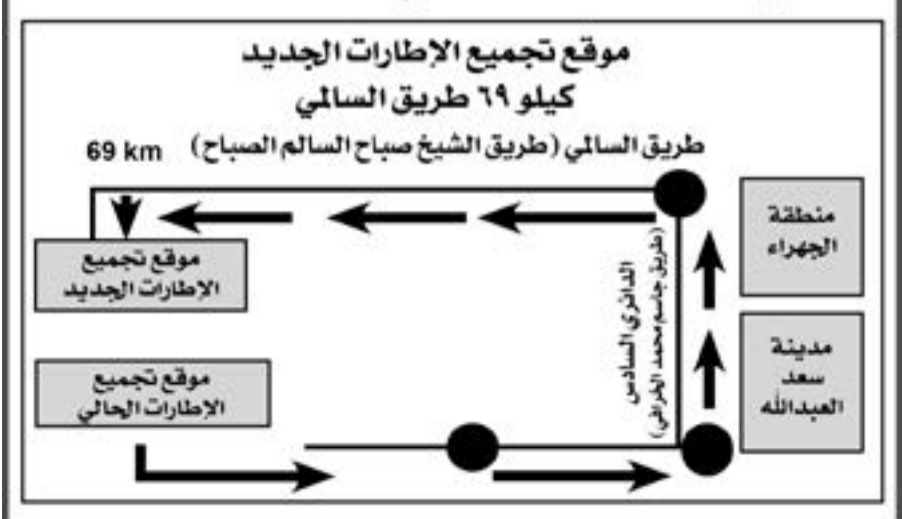 موقع تجميع الإطارات الجديد
كيلو ٦٩ طريق السالمي
طريق السالمي (طريق الشيخ صباح السالم الصباح)
69 km
منطقة
الجهراء
موقع تجميع
الإطارات الجديد
الدائري السادس
(طريق جاسم محمد الخرافي)
مدينة
سعد
العبدالله
موقع تجميع
الإطارات الحالي